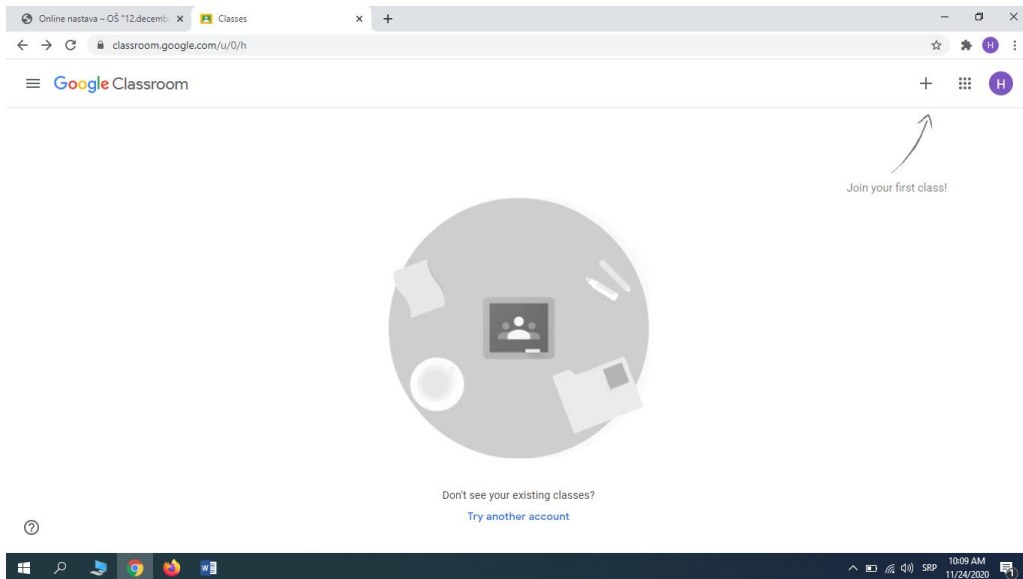 Online nastava – OŠ "12.decemb
Classes
classroom.google.com/u/0/h
H
Google Classroom
H
Join your first class!
Don't see your existing classes?
Try another account
SRP
10:09 AM
11/24/2020
1